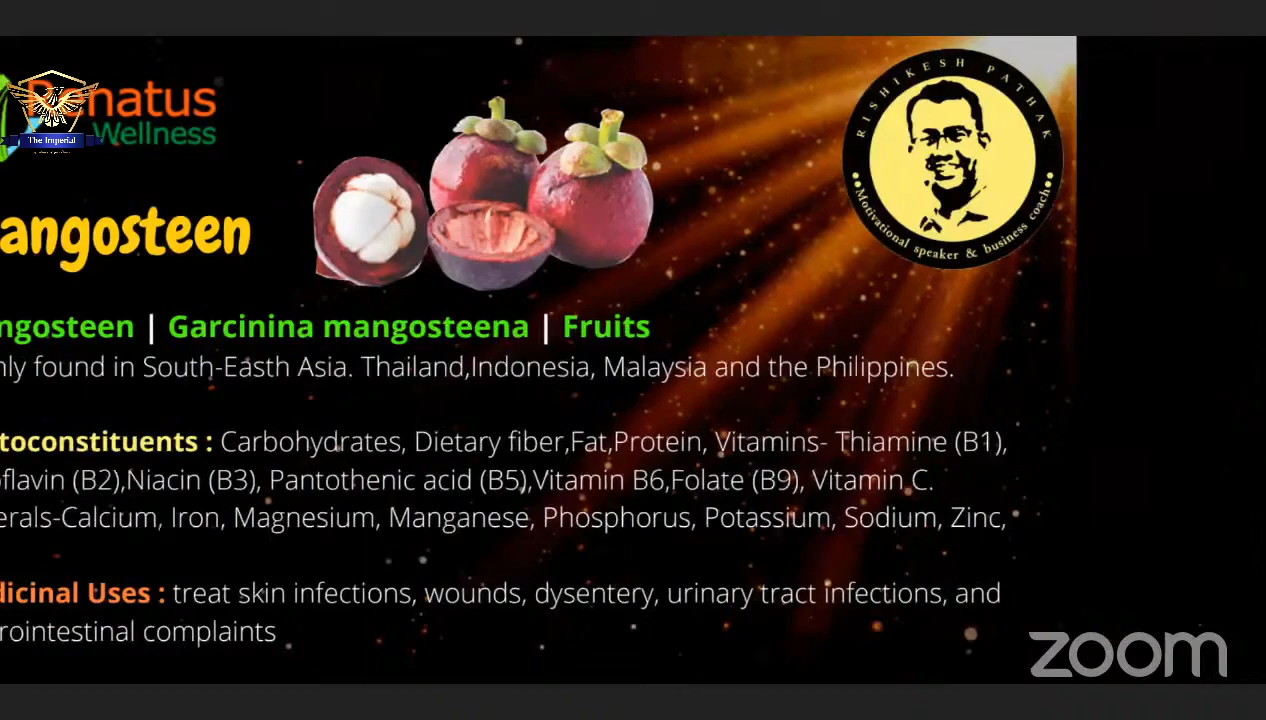 Renatus
Wellness
The Imperial
RISHIKESH PATHAK
Motivational speaker & business coach
angosteen
ngosteen | Garcinina mangosteena | Fruits
nly found in South-Easth Asia. Thailand,Indonesia, Malaysia and the Philippines.
toconstituents : Carbohydrates, Dietary fiber,Fat,Protein, Vitamins- Thiamine (B1),
oflavin (B2),Niacin (B3), Pantothenic acid (B5),Vitamin B6,Folate (B9), Vitamin C.
erals-Calcium, Iron, Magnesium, Manganese, Phosphorus, Potassium, Sodium, Zinc,
dicinal Uses : treat skin infections, wounds, dysentery, urinary tract infections, and
rointestinal complaints
zoom